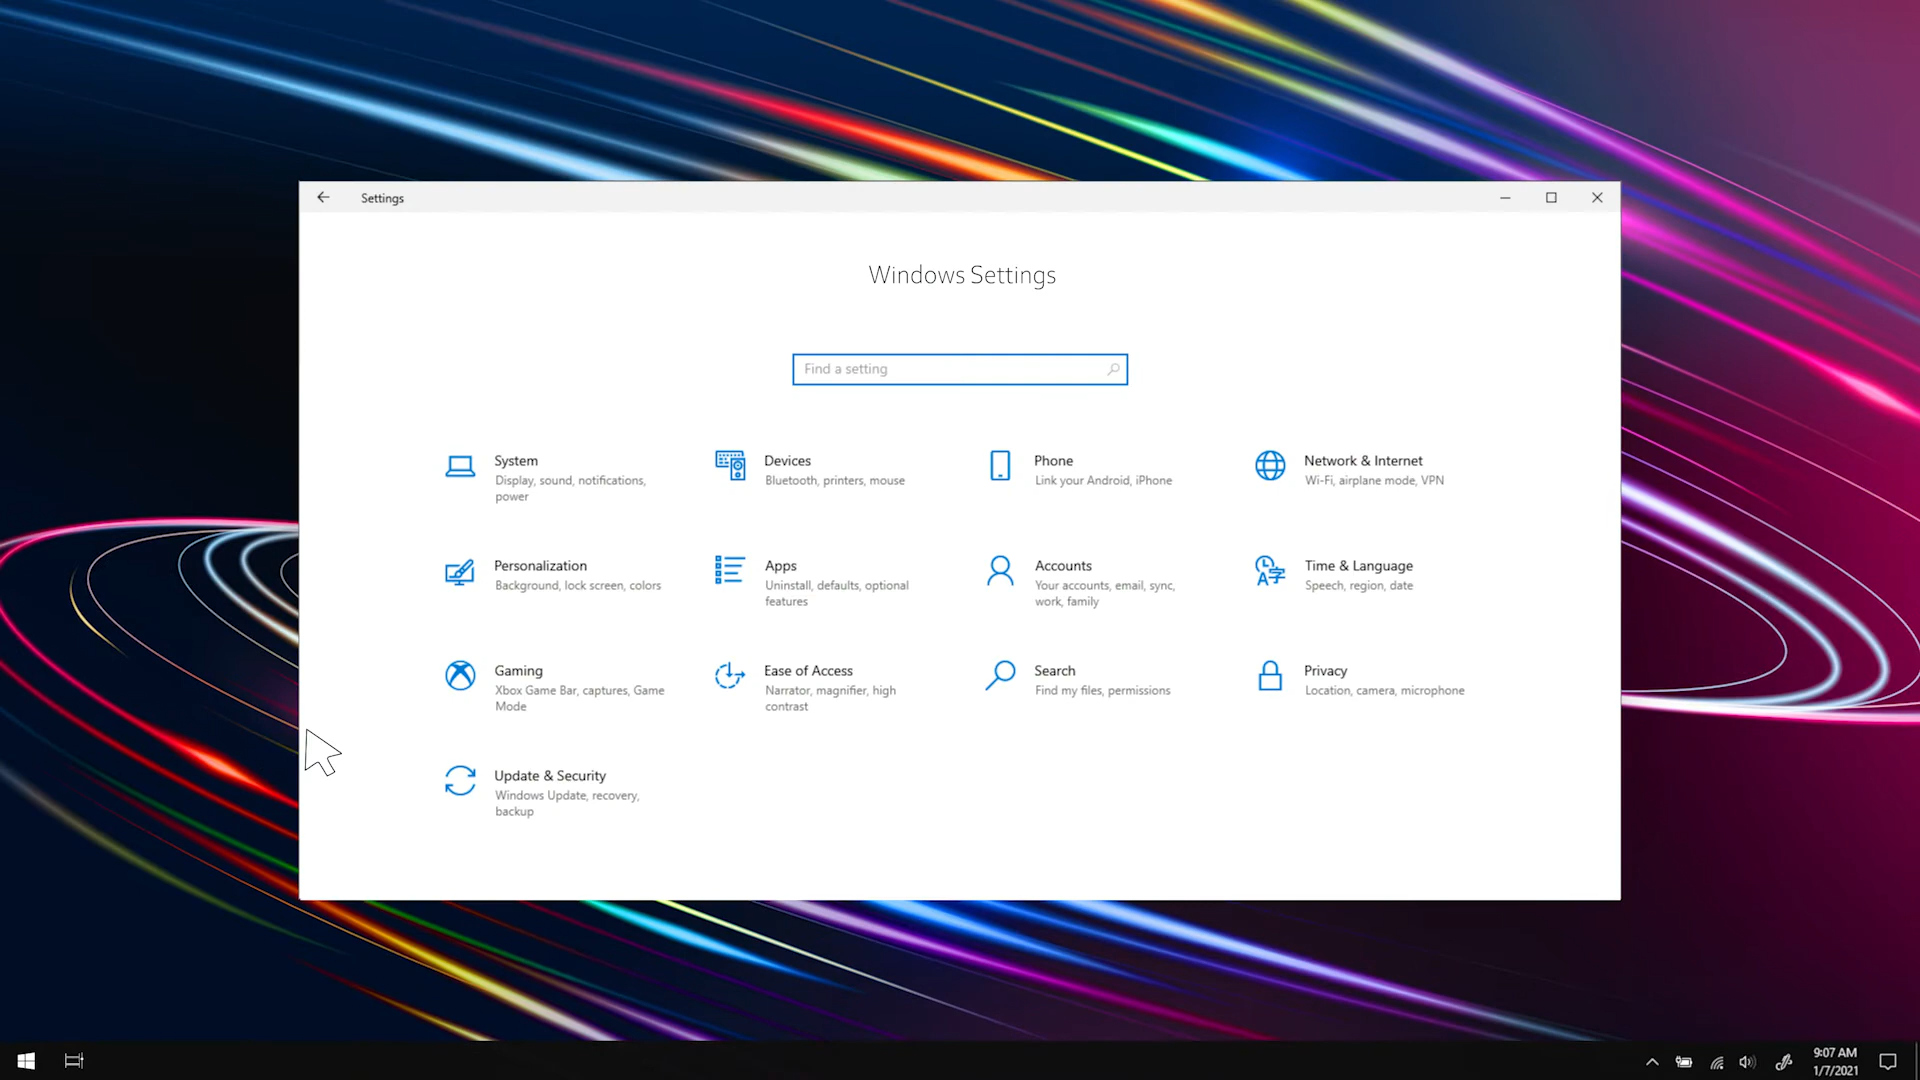 Settings
Windows Settings
Find a setting
System
Display, sound, notifications,
power
Devices
Bluetooth, printers, mouse
Phone
Link your Android, iPhone
Network & Internet
Wi-Fi, airplane mode, VPN
Personalization
Background, lock screen, colors
Apps
Uninstall, defaults, optional
features
Accounts
Your accounts, email, sync,
work, family
Time & Language
Speech, region, date
Gaming
Xbox Game Bar, captures, Game
Mode
Ease of Access
Narrator, magnifier, high
contrast
Search
Find my files, permissions
Privacy
Location, camera, microphone
Update & Security
Windows Update, recovery,
backup
9:07 AM
1/7/2021